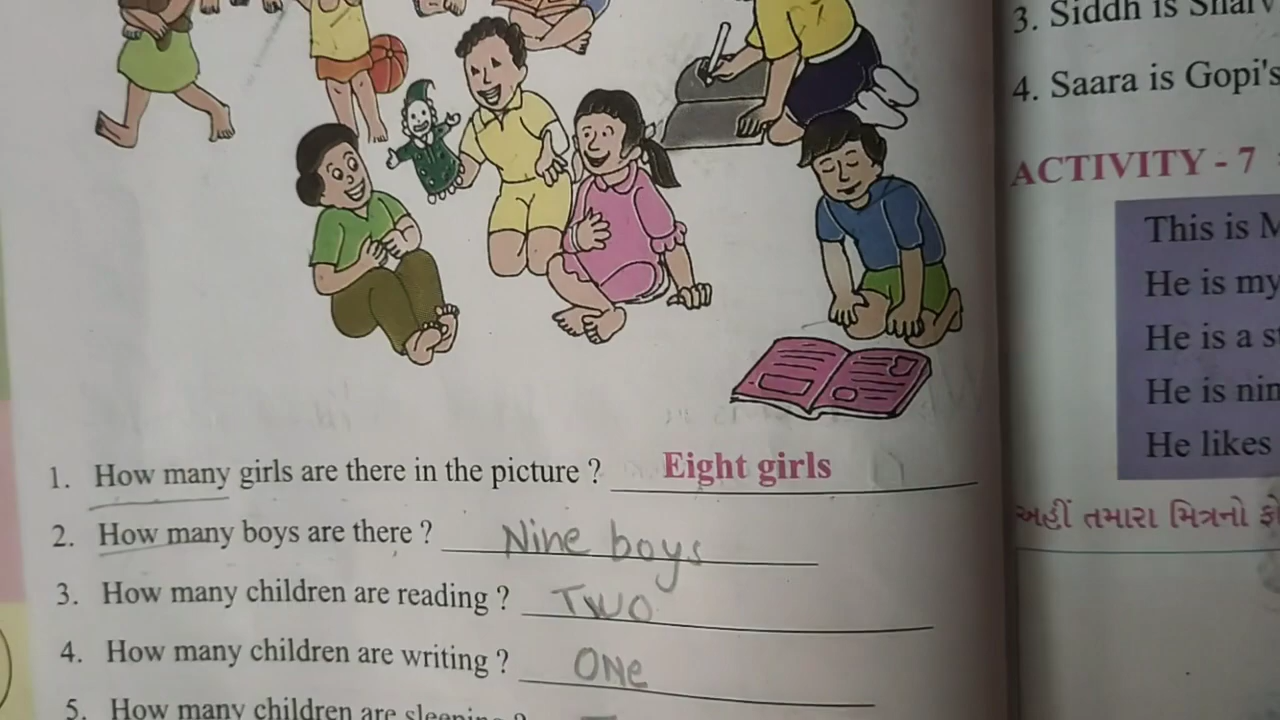 1. How many girls are there in the picture ? Eight girls
2. How many boys are there ? Nine boys
3. How many children are reading ? Two
4. How many children are writing ? One
5. How many children are sleeping ?
3. Siddh is
4. Saara is Gopi's
ACTIVITY - 7
This is
He is my
He is a
He is
He likes
અહીં તમારા મિત્રનો